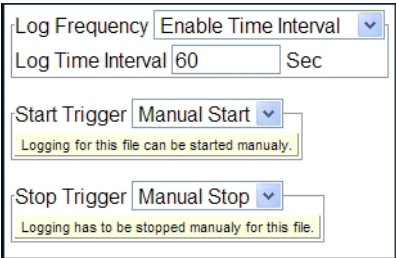 Log Frequency Enable Time Interval
Log Time Interval 60 Sec
Start Trigger Manual Start
Logging for this file can be started manualy.
Stop Trigger Manual Stop
Logging has to be stopped manualy for this file.